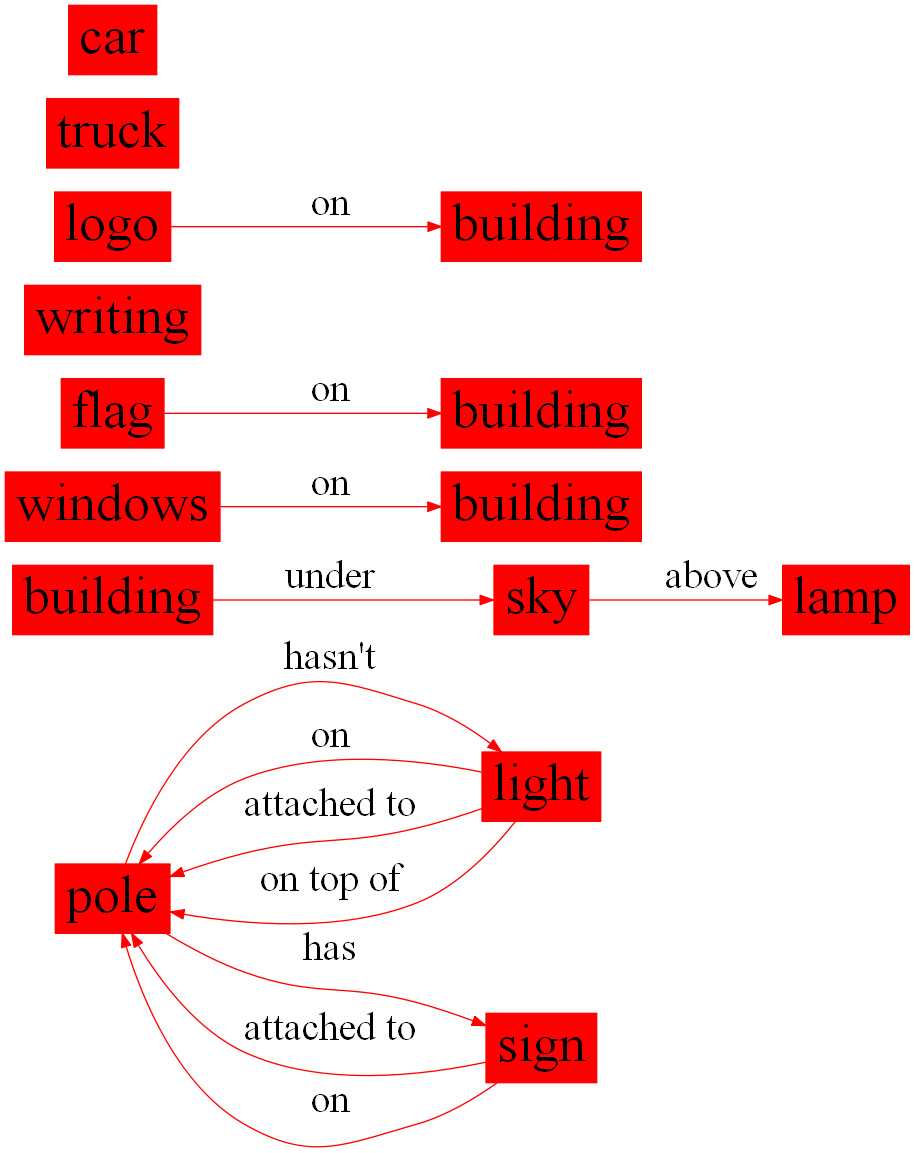 car
truck
logo on building
writing
flag on building
windows on building
building under sky above lamp
hasn't
on
light
attached to
pole
on top of
has
attached to
sign
on